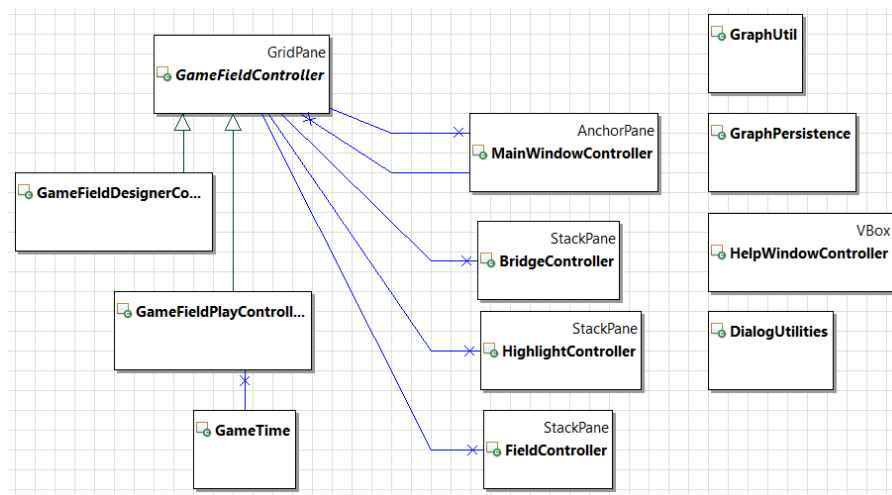 GridPane
GameFieldController
GraphUtil
AnchorPane
MainWindowController
GraphPersistence
GameFieldDesignerCo...
StackPane
BridgeController
VBox
HelpWindowController
GameFieldPlayControll...
StackPane
HighlightController
DialogUtilities
GameTime
StackPane
FieldController